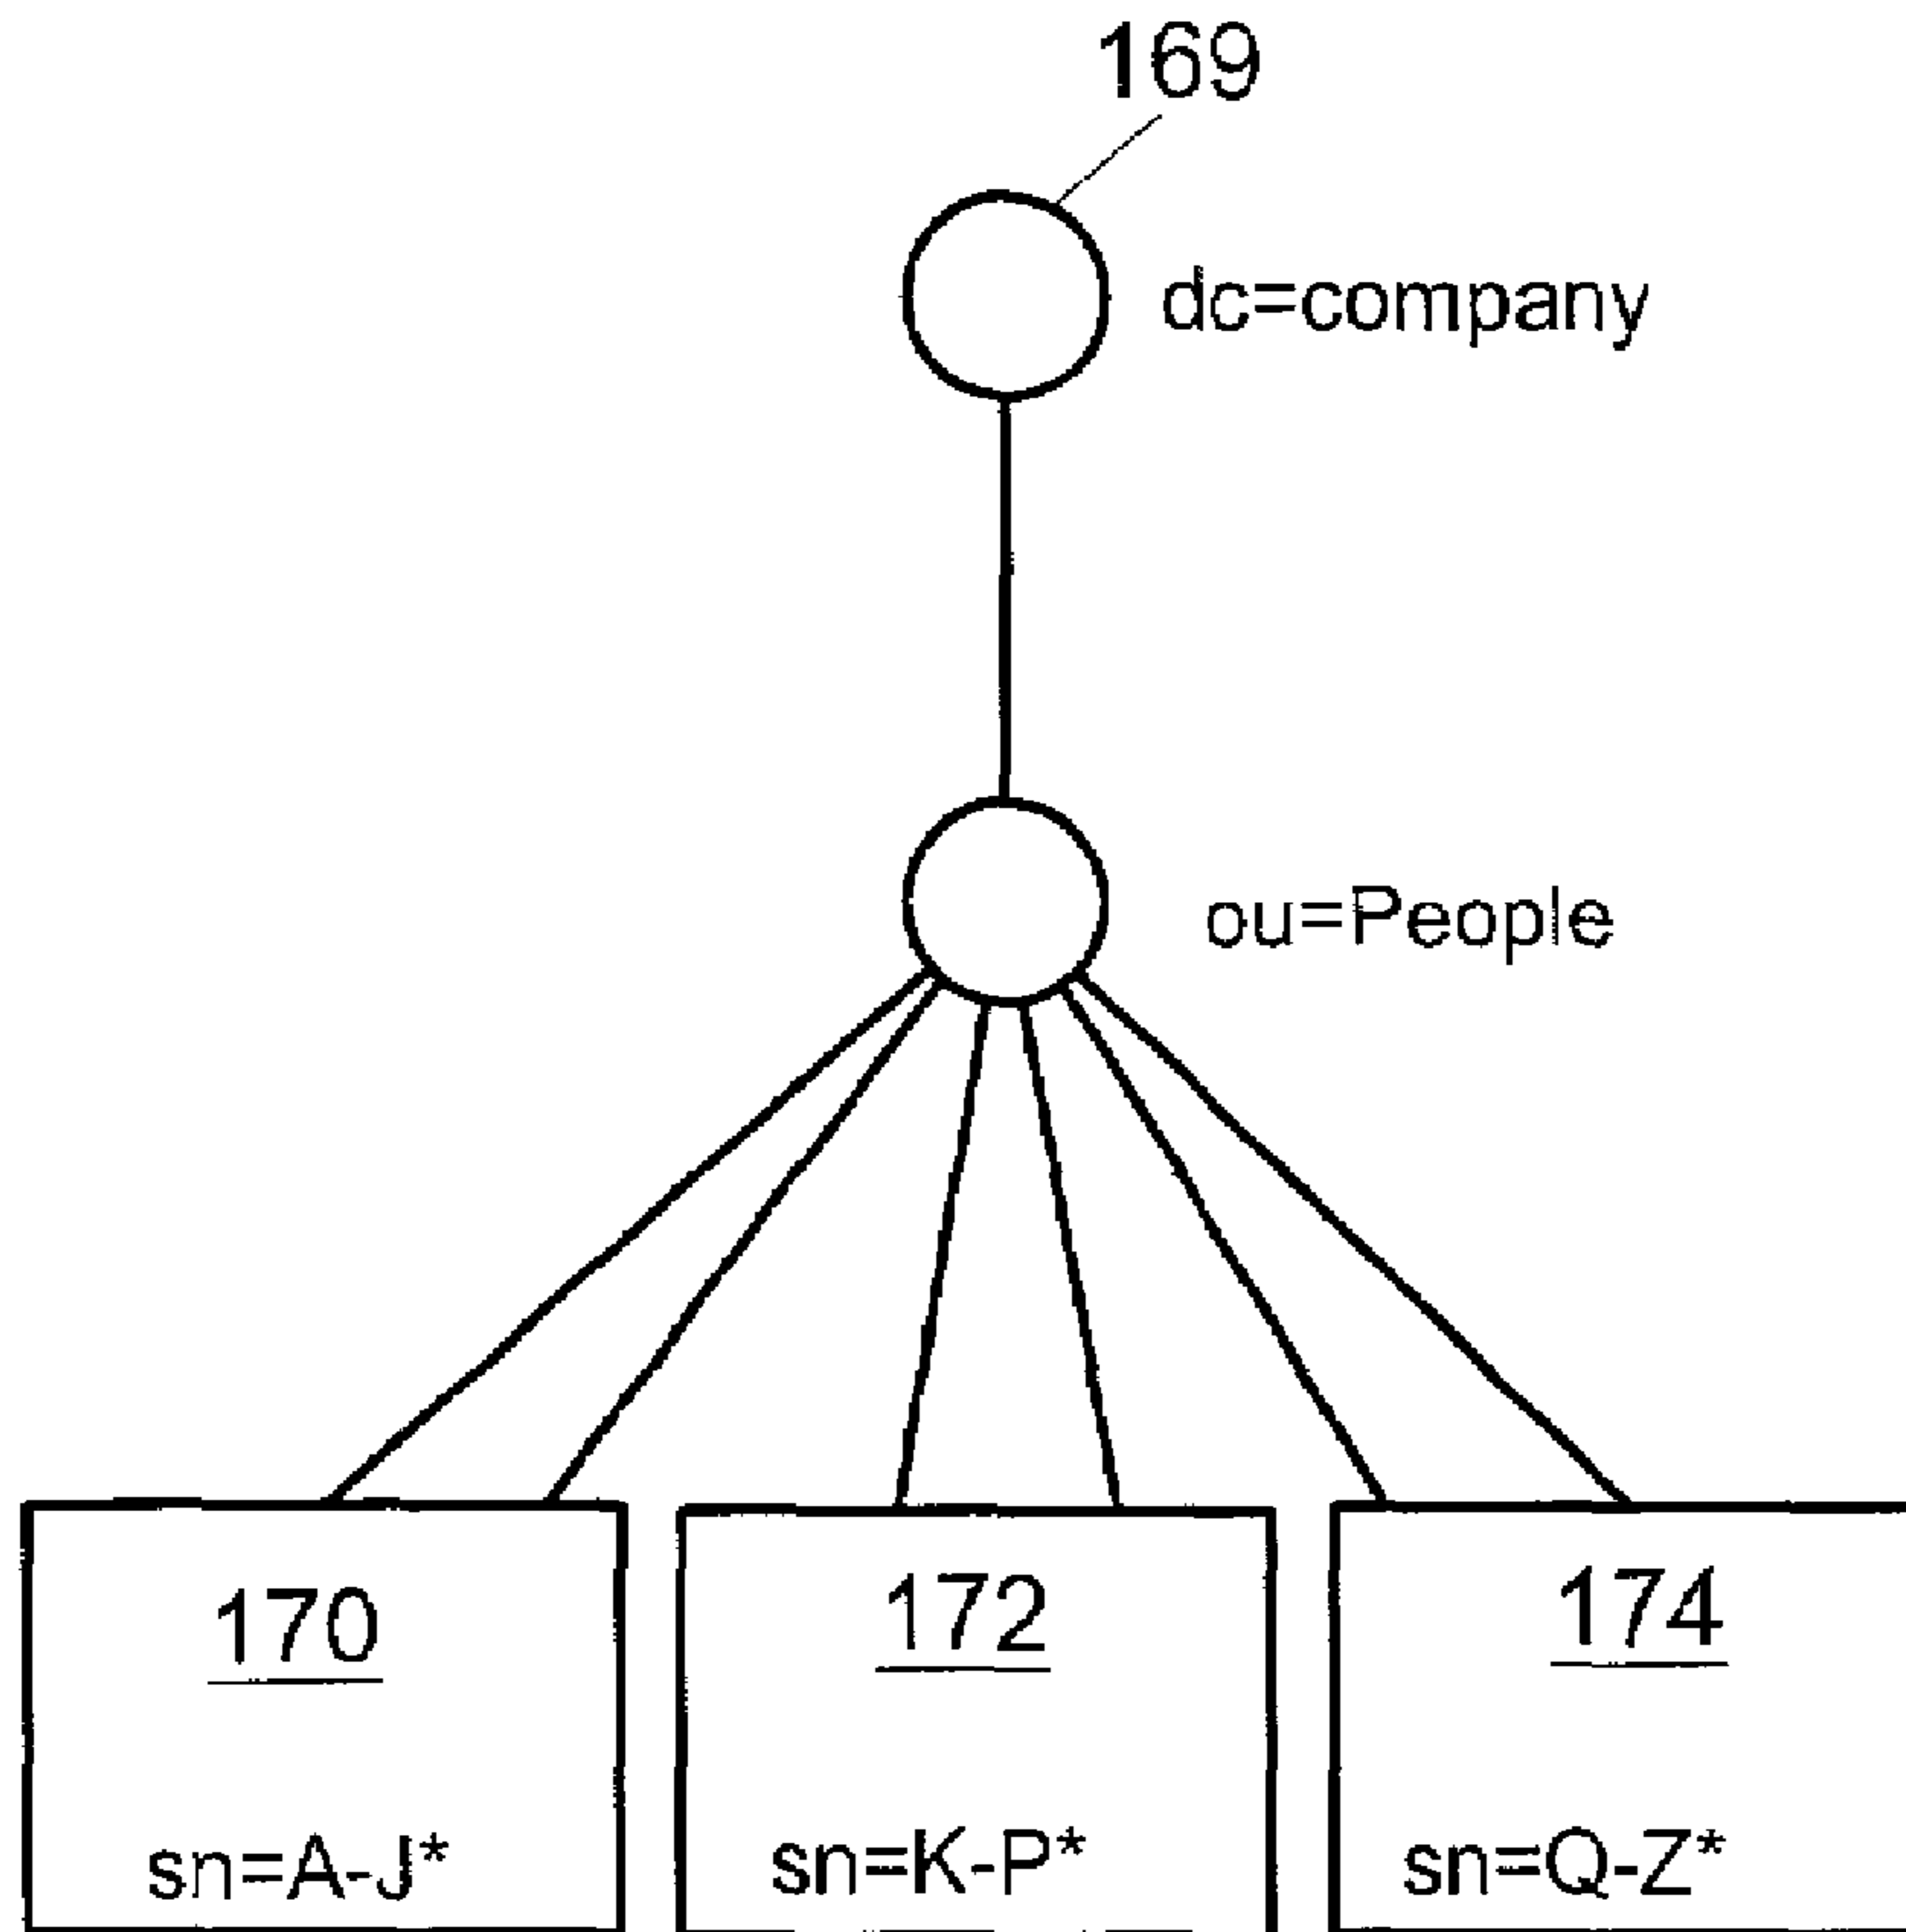 169
dc=company
ou=People
170
172
174
sn=A-J*
sn=K-P*
sn=Q-Z*